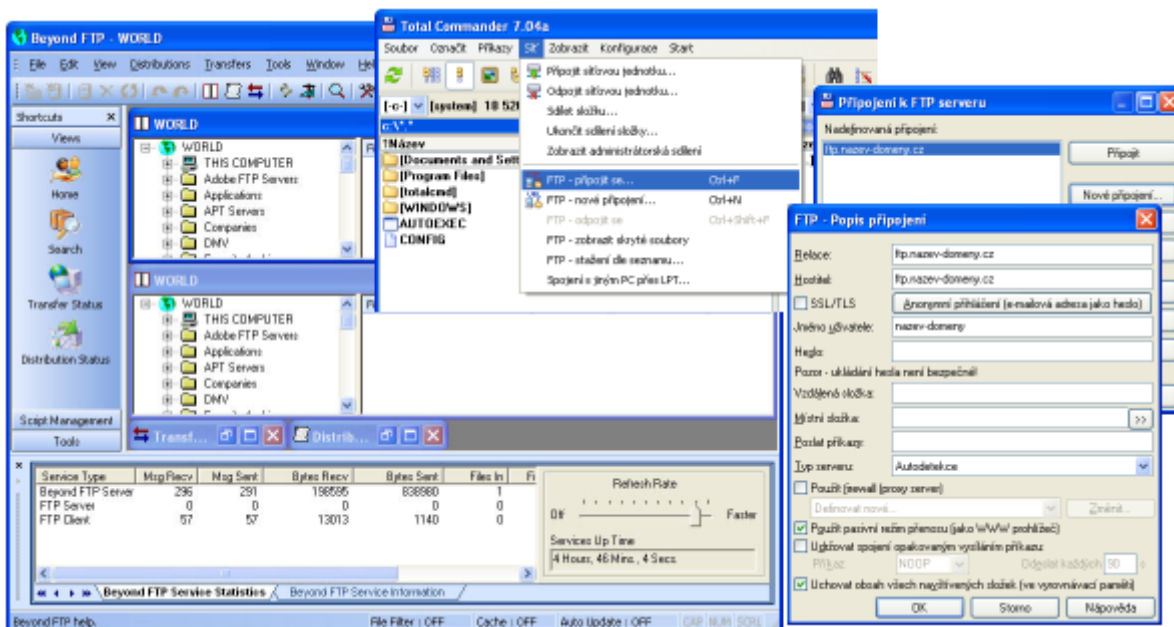 Beyond FTP - WORLD
File Edit View Distributions Transfers Tools Window Hel
Shortcuts
Views
Home
Search
Transfer Status
Distribution Status
Script Management
Tools
WORLD
WORLD
THIS COMPUTER
Adobe FTP Servers
Applications
APT Servers
Companies
DMV
WORLD
WORLD
THIS COMPUTER
Adobe FTP Servers
Applications
APT Servers
Companies
DMV
Transf...
Distrib...
Service Type Msg Recv Msg Sent Bytes Recv Bytes Sent Files In Fi
Beyond FTP Server 296 291 198595 838980 1
FTP Server 0 0 0 0 0
FTP Client 57 57 13013 1140 0
Refresh Rate
Off Faster
Services Up Time
4 Hours, 46 Mins, 4 Secs
Beyond FTP Service Statistics Beyond FTP Service Information
Beyond FTP help.
File Filter : OFF Cache : OFF Auto Update : OFF CAP NUM SCRL
Total Commander 7.04a
Soubor Označit Příkazy Síť Zobrazit Konfigurace Start
[-c-] [system]
c:\*.*
Název
[Documents and Sett
[Program Files]
[totalcmd]
[WINDOWS]
AUTOEXEC
CONFIG
Připojit síťovou jednotku...
Odpojit síťovou jednotku...
Sdílet složku...
Ukončit sdílení složky...
Zobrazit administrátorská sdílení
FTP - připojit se... Ctrl+F
FTP - nové připojení... Ctrl+N
FTP - odpojit se Ctrl+Shift+F
FTP - zobrazit skryté soubory
FTP - stažení dle seznamu...
Spojení s jiným PC přes LPT...
Připojení k FTP serveru
Nadefinovaná připojení:
ftp.nazev-domeny.cz
Připojit
Nové připojení...
FTP - Popis připojení
Relace: ftp.nazev-domeny.cz
Hostitel: ftp.nazev-domeny.cz
SSL/TLS Anonymní přihlášení (e-mailová adresa jako heslo)
Jméno uživatele: nazev-domeny
Heslo:
Pozor - ukládání hesla není bezpečné!
Vzdálená složka:
Místní složka: >>
Poslat příkazy:
Typ serveru: Autodetekce
Použít firewall (proxy server)
Definovat nové... Změnit...
Použít pasivní režim přenosu (jako WWW prohlížeč)
Udržovat spojení opakovaným vysíláním příkazu:
Příkaz: NOOP Odeslat každých 90 s
Uchovat obsah všech navštívených složek (ve vyrovnávací paměti)
OK Storno Nápověda